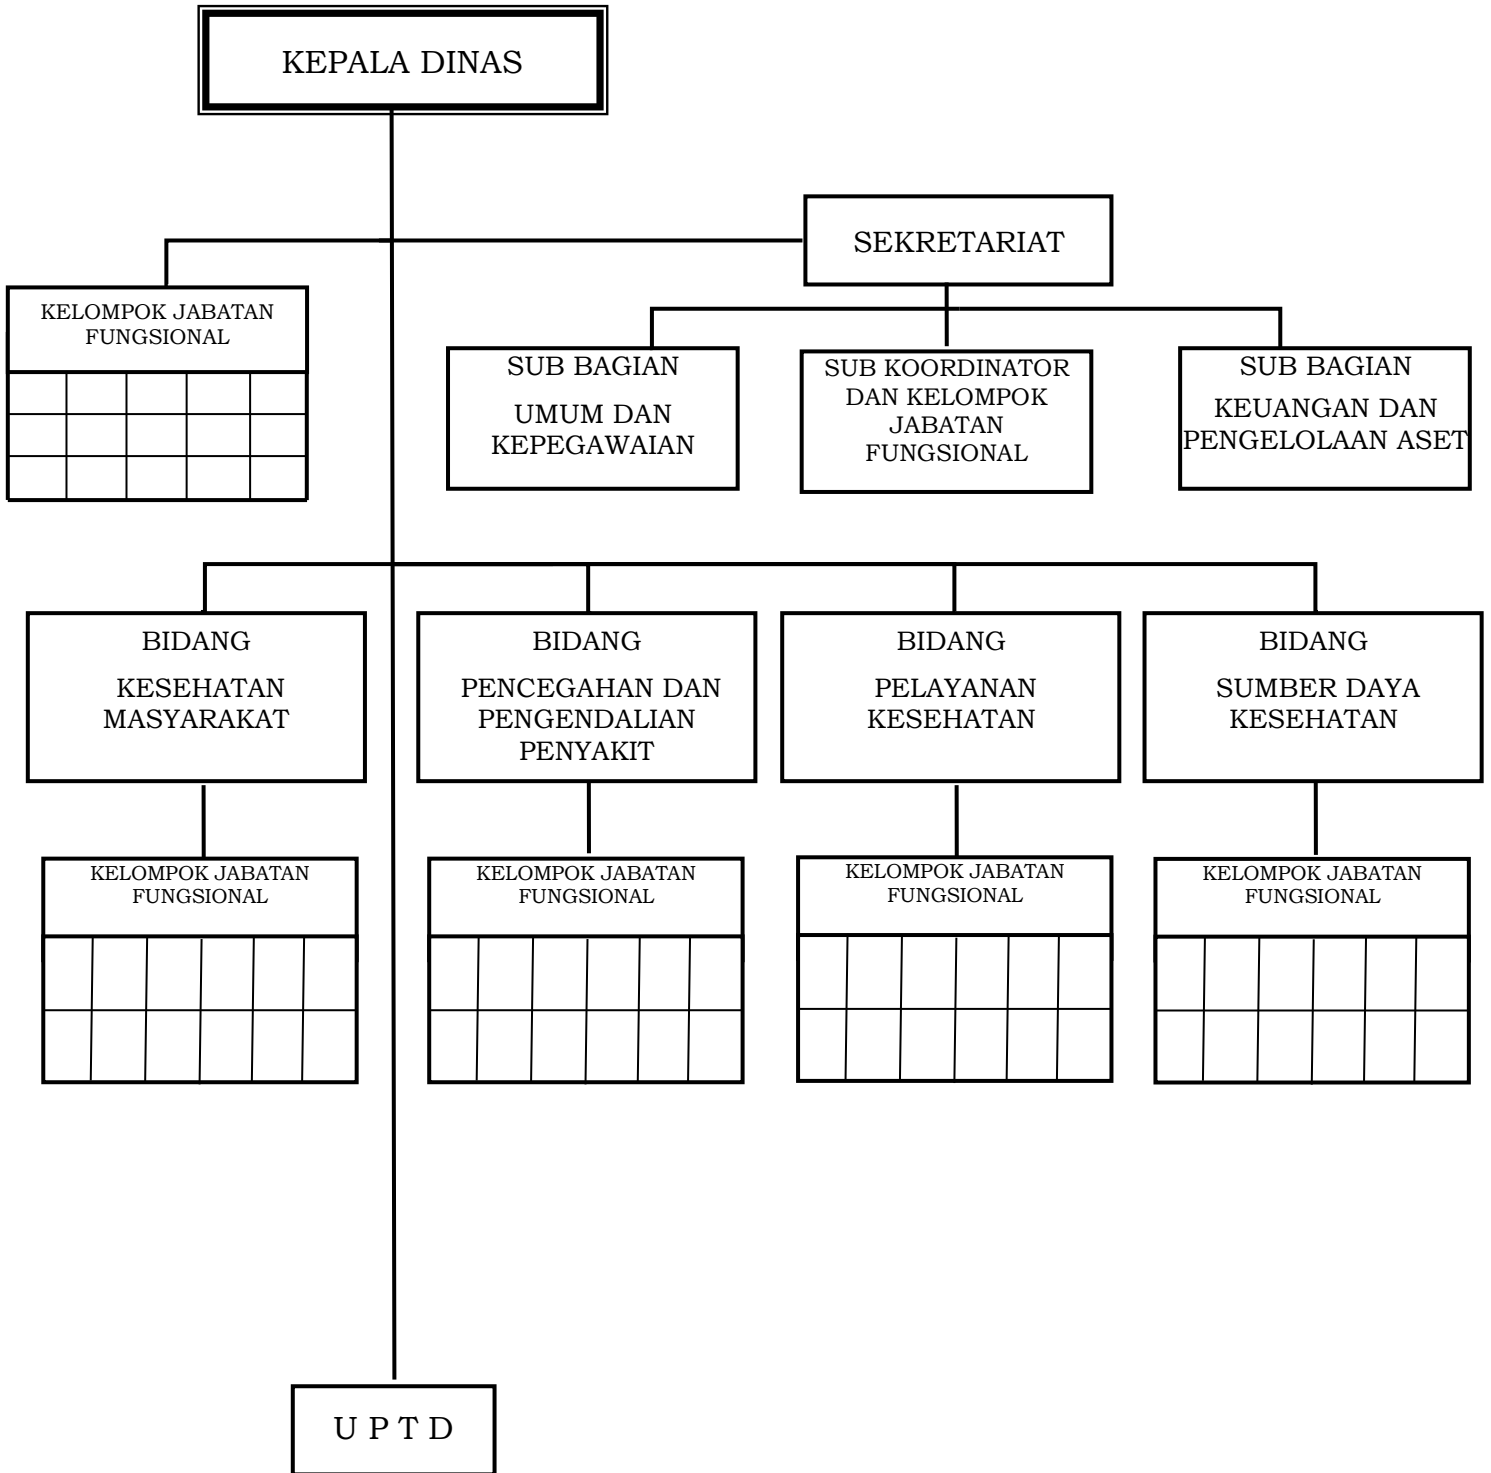 KEPALA DINAS
SEKRETARIAT
KELOMPOK JABATAN
FUNGSIONAL
SUB BAGIAN
UMUM DAN
KEPEGAWAIAN
SUB KOORDINATOR
DAN KELOMPOK
JABATAN
FUNGSIONAL
SUB BAGIAN
KEUANGAN DAN
PENGELOLAAN ASET
BIDANG
KESEHATAN
MASYARAKAT
BIDANG
PENCEGAHAN DAN
PENGENDALIAN
PENYAKIT
BIDANG
PELAYANAN
KESEHATAN
BIDANG
SUMBER DAYA
KESEHATAN
KELOMPOK JABATAN
FUNGSIONAL
KELOMPOK JABATAN
FUNGSIONAL
KELOMPOK JABATAN
FUNGSIONAL
KELOMPOK JABATAN
FUNGSIONAL
U P T D